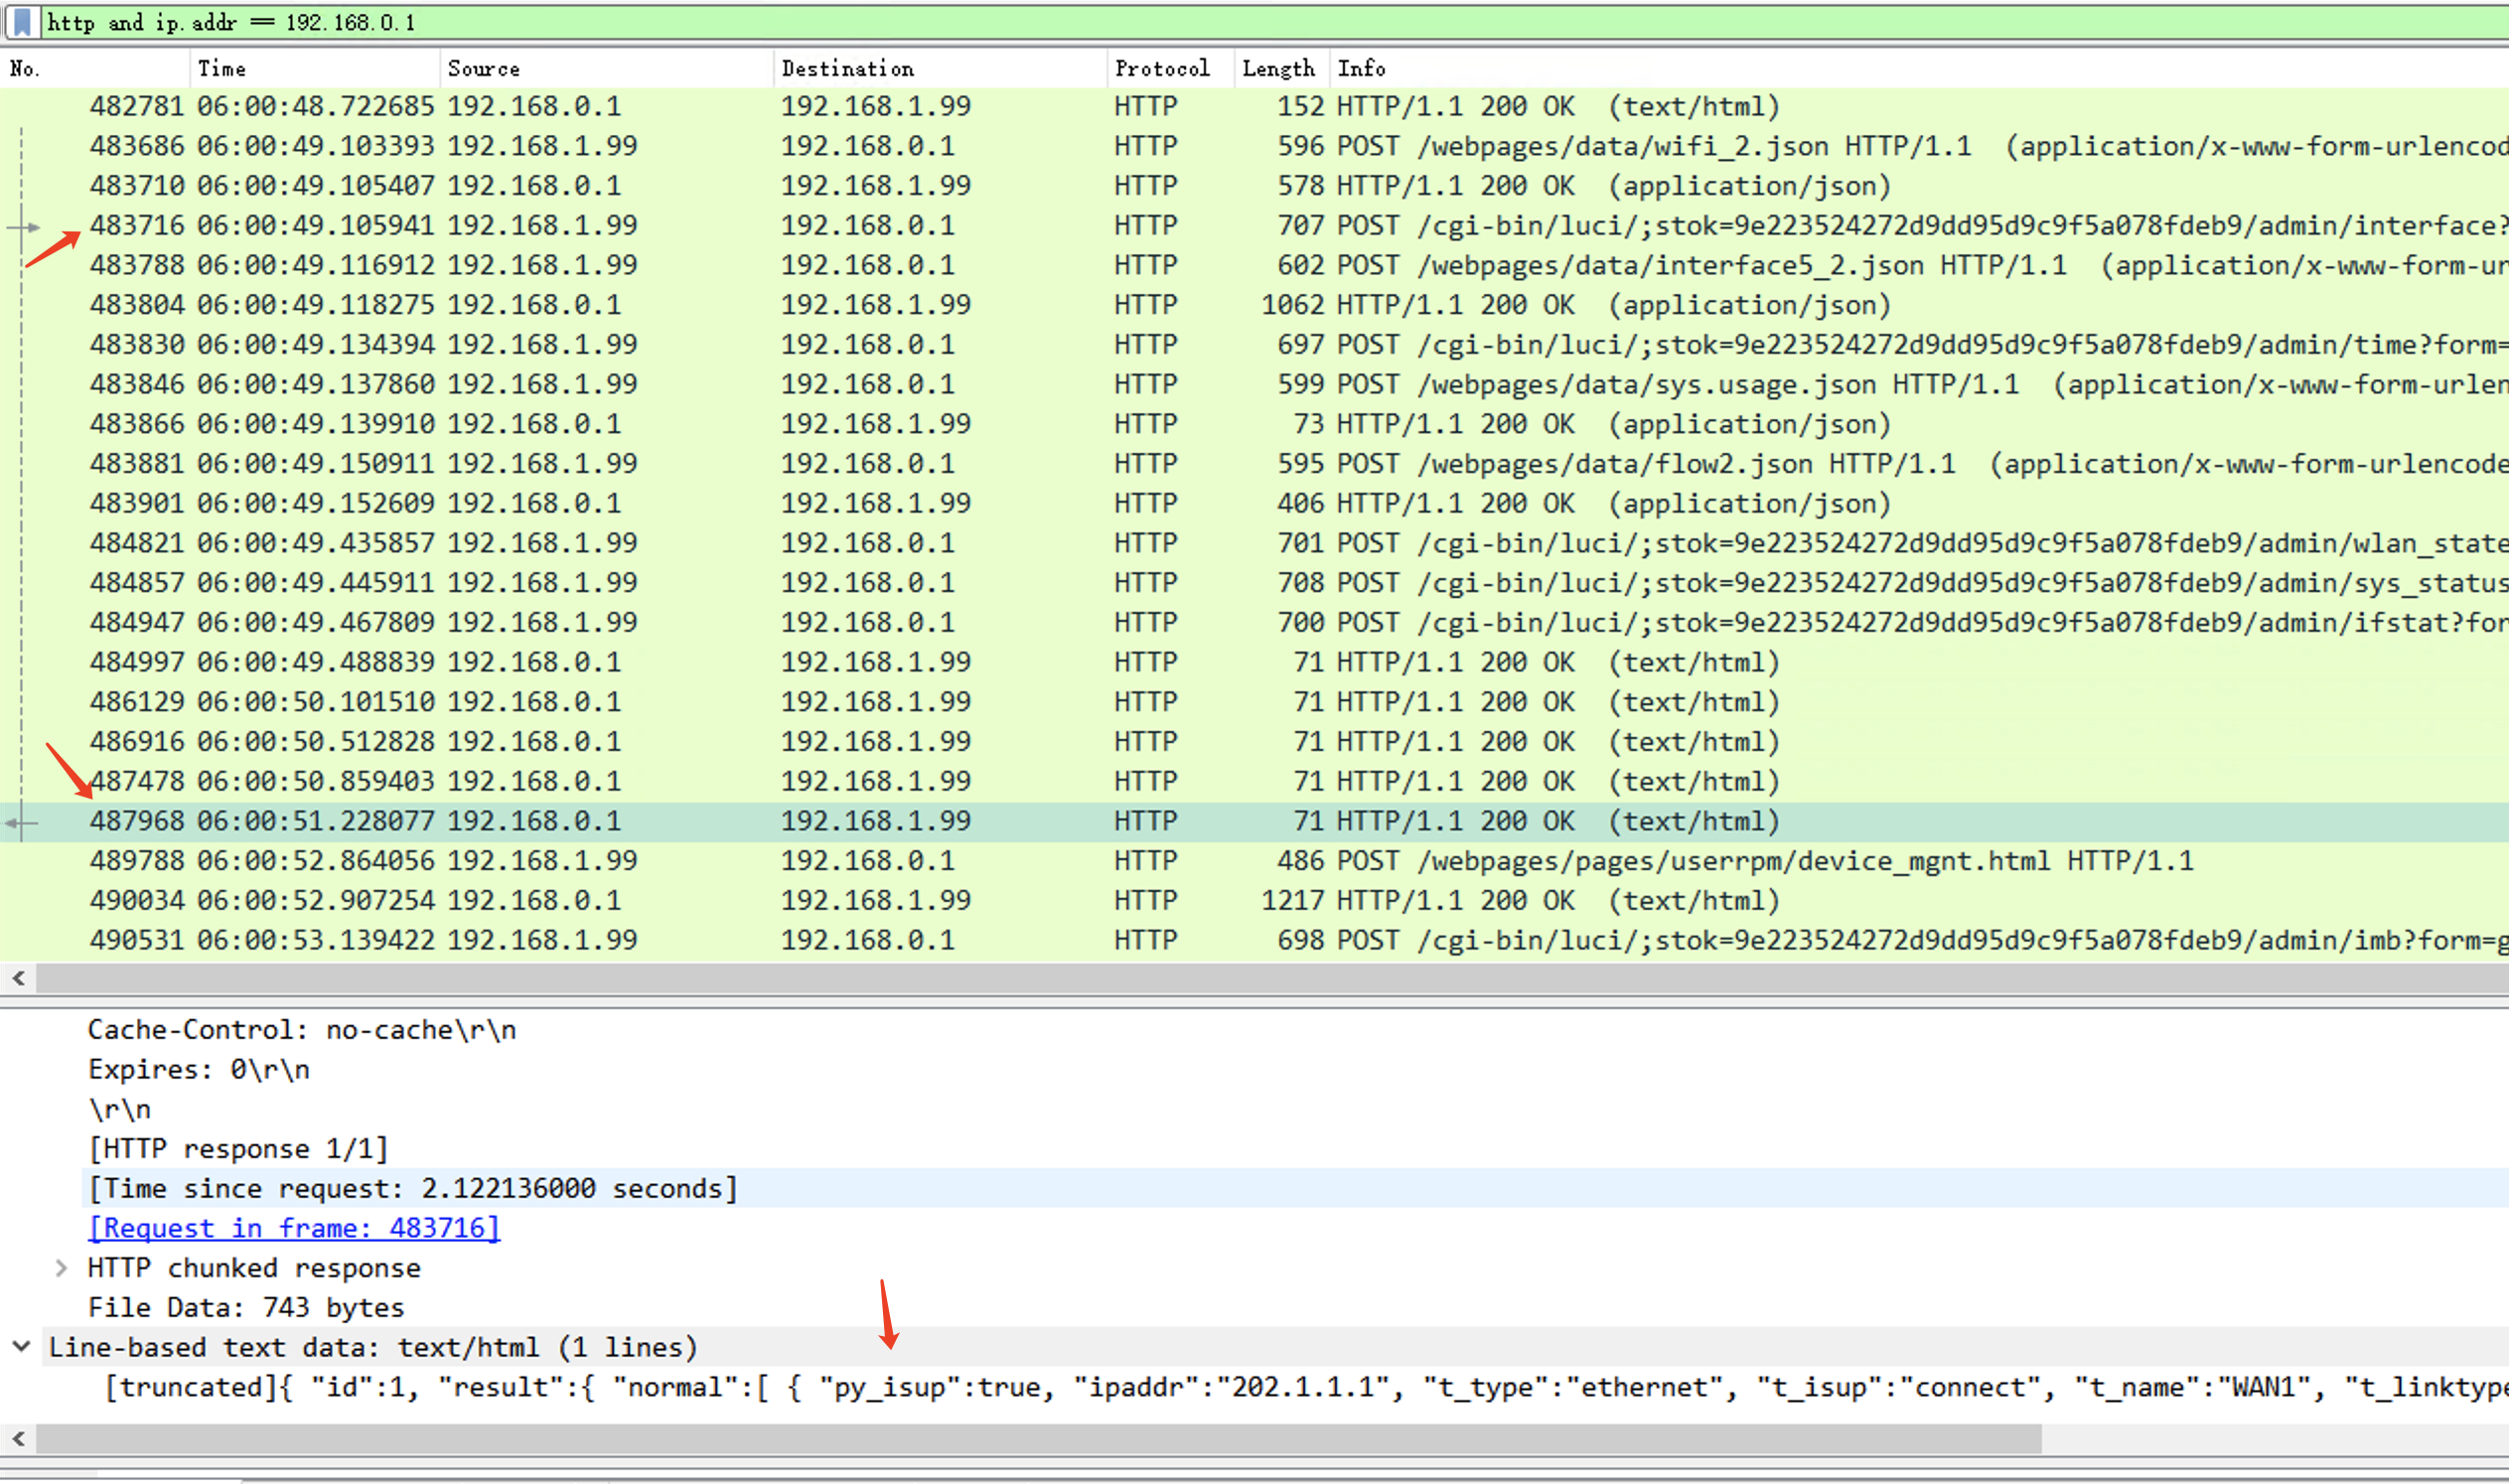 http and ip.addr == 192.168.0.1
No. Time Source Destination Protocol Length Info
482781 06:00:48.722685 192.168.0.1 192.168.1.99 HTTP 152 HTTP/1.1 200 OK (text/html)
483686 06:00:49.103393 192.168.1.99 192.168.0.1 HTTP 596 POST /webpages/data/wifi_2.json HTTP/1.1 (application/x-www-form-urlencod
483710 06:00:49.105407 192.168.0.1 192.168.1.99 HTTP 578 HTTP/1.1 200 OK (application/json)
483716 06:00:49.105941 192.168.1.99 192.168.0.1 HTTP 707 POST /cgi-bin/luci/;stok=9e223524272d9dd95d9c9f5a078fdeb9/admin/interface?
483788 06:00:49.116912 192.168.1.99 192.168.0.1 HTTP 602 POST /webpages/data/interface5_2.json HTTP/1.1 (application/x-www-form-ur
483804 06:00:49.118275 192.168.0.1 192.168.1.99 HTTP 1062 HTTP/1.1 200 OK (application/json)
483830 06:00:49.134394 192.168.1.99 192.168.0.1 HTTP 697 POST /cgi-bin/luci/;stok=9e223524272d9dd95d9c9f5a078fdeb9/admin/time?form=
483846 06:00:49.137860 192.168.1.99 192.168.0.1 HTTP 599 POST /webpages/data/sys.usage.json HTTP/1.1 (application/x-www-form-urlen
483866 06:00:49.139910 192.168.0.1 192.168.1.99 HTTP 73 HTTP/1.1 200 OK (application/json)
483881 06:00:49.150911 192.168.1.99 192.168.0.1 HTTP 595 POST /webpages/data/flow2.json HTTP/1.1 (application/x-www-form-urlencode
483901 06:00:49.152609 192.168.0.1 192.168.1.99 HTTP 406 HTTP/1.1 200 OK (application/json)
484821 06:00:49.435857 192.168.1.99 192.168.0.1 HTTP 701 POST /cgi-bin/luci/;stok=9e223524272d9dd95d9c9f5a078fdeb9/admin/wlan_state
484857 06:00:49.445911 192.168.1.99 192.168.0.1 HTTP 708 POST /cgi-bin/luci/;stok=9e223524272d9dd95d9c9f5a078fdeb9/admin/sys_status
484947 06:00:49.467809 192.168.1.99 192.168.0.1 HTTP 700 POST /cgi-bin/luci/;stok=9e223524272d9dd95d9c9f5a078fdeb9/admin/ifstat?for
484997 06:00:49.488839 192.168.0.1 192.168.1.99 HTTP 71 HTTP/1.1 200 OK (text/html)
486129 06:00:50.101510 192.168.0.1 192.168.1.99 HTTP 71 HTTP/1.1 200 OK (text/html)
486916 06:00:50.512828 192.168.0.1 192.168.1.99 HTTP 71 HTTP/1.1 200 OK (text/html)
487478 06:00:50.859403 192.168.0.1 192.168.1.99 HTTP 71 HTTP/1.1 200 OK (text/html)
487968 06:00:51.228077 192.168.0.1 192.168.1.99 HTTP 71 HTTP/1.1 200 OK (text/html)
489788 06:00:52.864056 192.168.1.99 192.168.0.1 HTTP 486 POST /webpages/pages/userrpm/device_mgnt.html HTTP/1.1
490034 06:00:52.907254 192.168.0.1 192.168.1.99 HTTP 1217 HTTP/1.1 200 OK (text/html)
490531 06:00:53.139422 192.168.1.99 192.168.0.1 HTTP 698 POST /cgi-bin/luci/;stok=9e223524272d9dd95d9c9f5a078fdeb9/admin/imb?form=g
Cache-Control: no-cache\r\n
Expires: 0\r\n
\r\n
[HTTP response 1/1]
[Time since request: 2.122136000 seconds]
[Request in frame: 483716]
HTTP chunked response
File Data: 743 bytes
Line-based text data: text/html (1 lines)
[truncated]{ "id":1, "result":{ "normal":[ { "py_isup":true, "ipaddr":"202.1.1.1", "t_type":"ethernet", "t_isup":"connect", "t_name":"WAN1", "t_linktype